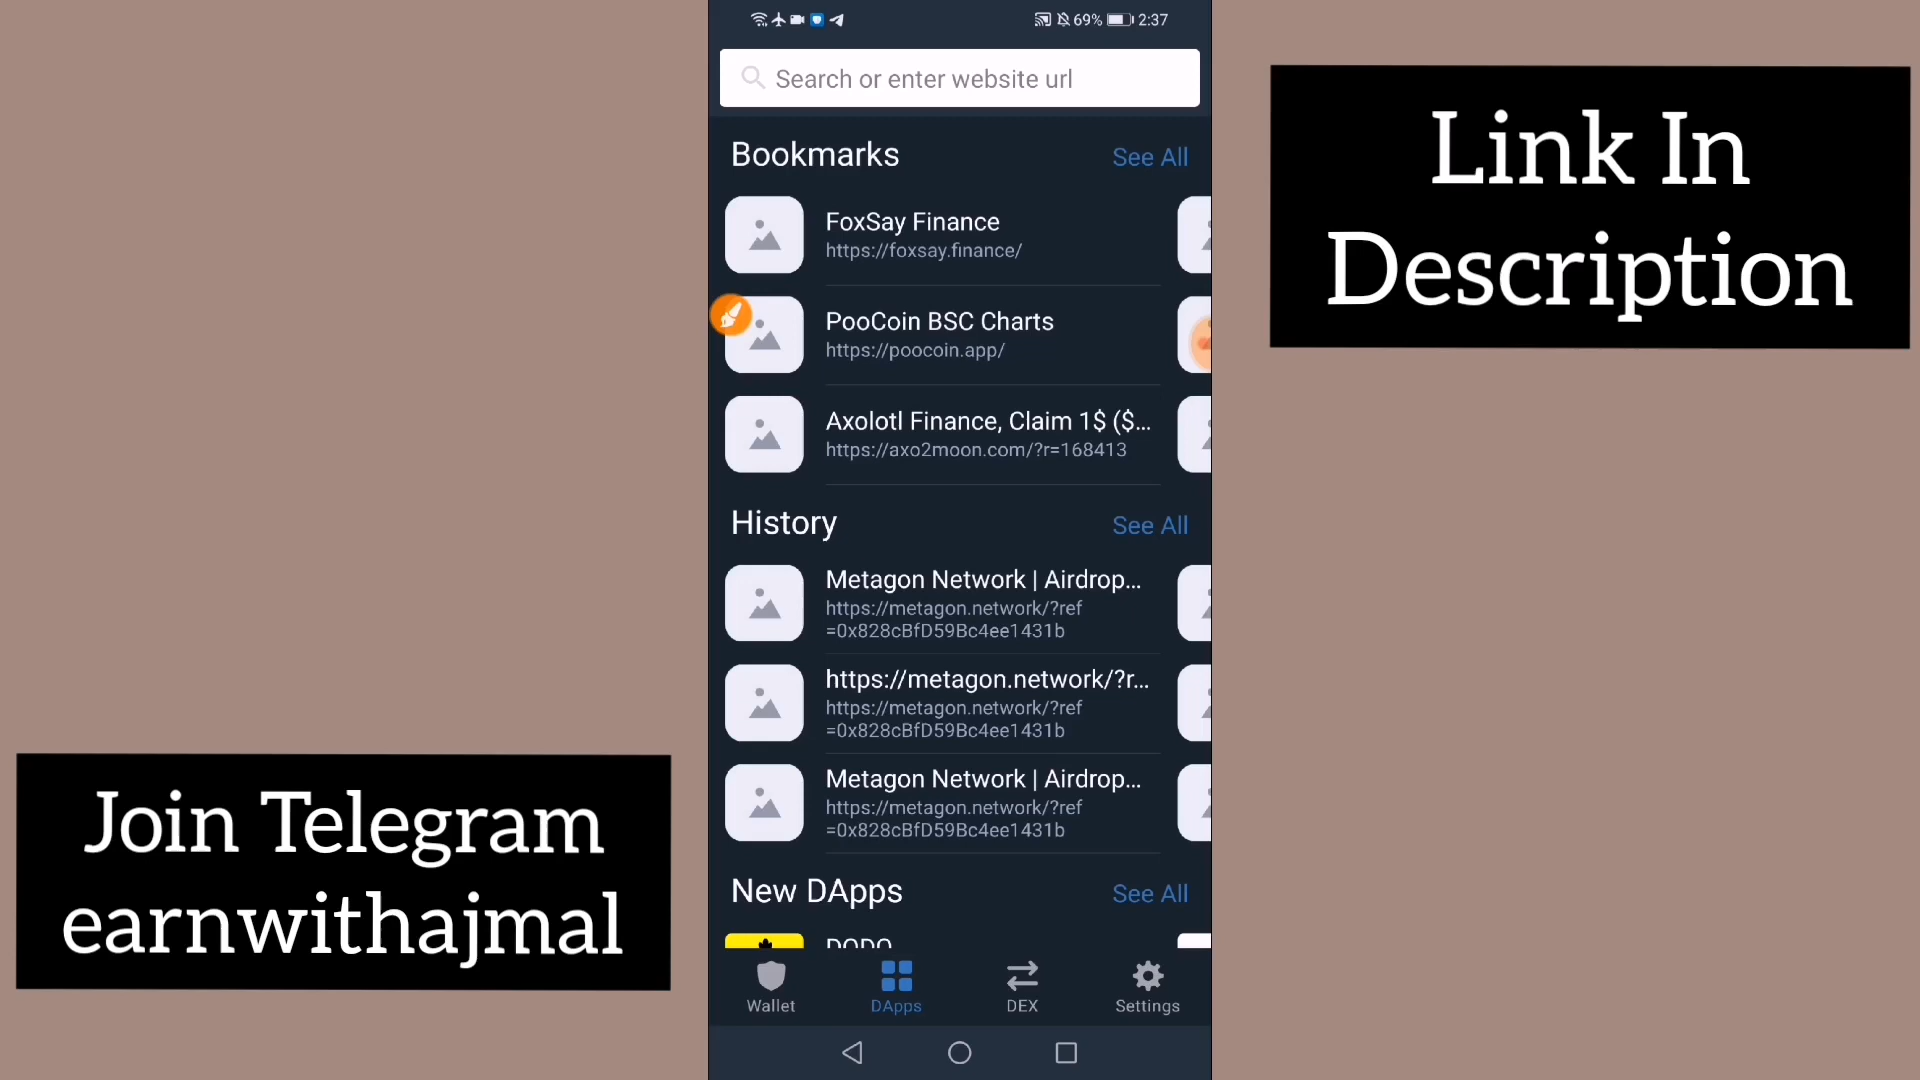 69% 2:37
Search or enter website url
Bookmarks See All
FoxSay Finance
https://foxsay.finance/
PooCoin BSC Charts
https://poocoin.app/
Axolotl Finance, Claim 1$ ($...
https://axo2moon.com/?r=168413
History See All
Metagon Network | Airdrop...
https://metagon.network/?ref
=0x828cBfD59Bc4ee1431b
https://metagon.network/?r...
https://metagon.network/?ref
=0x828cBfD59Bc4ee1431b
Metagon Network | Airdrop...
https://metagon.network/?ref
=0x828cBfD59Bc4ee1431b
New DApps See All
DODO
Wallet DApps DEX Settings
Link In
Description
Join Telegram
earnwithajmal